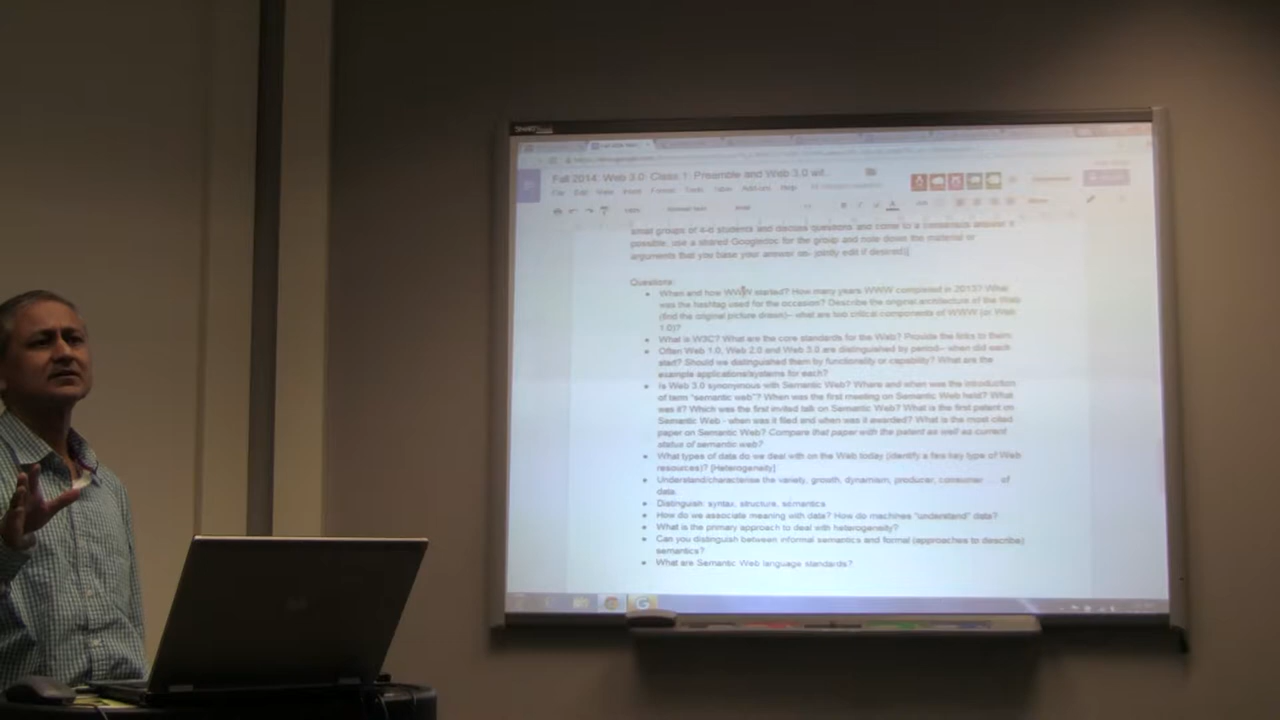 SMART
Fall 2014: Web 3.0: Class 1: Preamble and Web 3.0 wit...
File Edit View Insert Format Tools Table Add-ons Help
small groups of 4-6 students and discuss questions and come to a consensus answer if
possible; use a shared Googledoc for the group and note down the material or
arguments that you base your answer on- jointly edit if desired)]
Questions:
When and how WWW started? How many years WWW completed in 2013? What
was the hashtag used for the occasion? Describe the original architecture of the Web
(find the original picture drawn)– what are two critical components of WWW (or Web
1.0)?
What is W3C? What are the core standards for the Web? Provide the links to them.
Often Web 1.0, Web 2.0 and Web 3.0 are distinguished by period– when did each
start? Should we distinguished them by functionality or capability? What are the
example applications/systems for each?
Is Web 3.0 synonymous with Semantic Web? Where and when was the introduction
of term "semantic web"? When was the first meeting on Semantic Web held? What
was it? Which was the first invited talk on Semantic Web? What is the first patent on
Semantic Web - when was it filed and when was it awarded? What is the most cited
paper on Semantic Web? Compare that paper with the patent as well as current
status of semantic web?
What types of data do we deal with on the Web today (identify a few key type of Web
resources)? [Heterogeneity]
Understand/characterise the variety, growth, dynamism, producer, consumer ... of
data.
Distinguish: syntax, structure, semantics
How do we associate meaning with data? How do machines "understand" data?
What is the primary approach to deal with heterogeneity?
Can you distinguish between informal semantics and formal (approaches to describe)
semantics?
What are Semantic Web language standards?